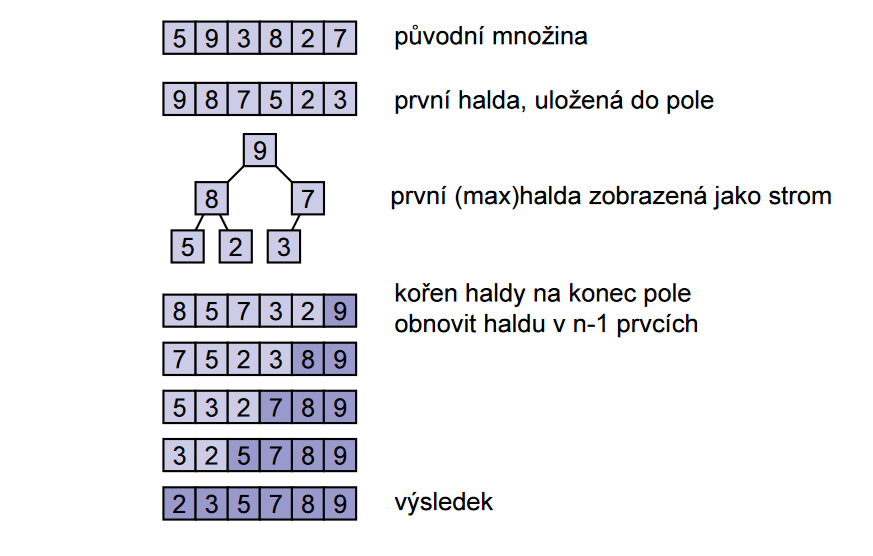 5 9 3 8 2 7 původní množina
9 8 7 5 2 3 první halda, uložená do pole
9
8 7 první (max)halda zobrazená jako strom
5 2 3
8 5 7 3 2 9 kořen haldy na konec pole
obnovit haldu v n-1 prvcích
7 5 2 3 8 9
5 3 2 7 8 9
3 2 5 7 8 9
2 3 5 7 8 9 výsledek